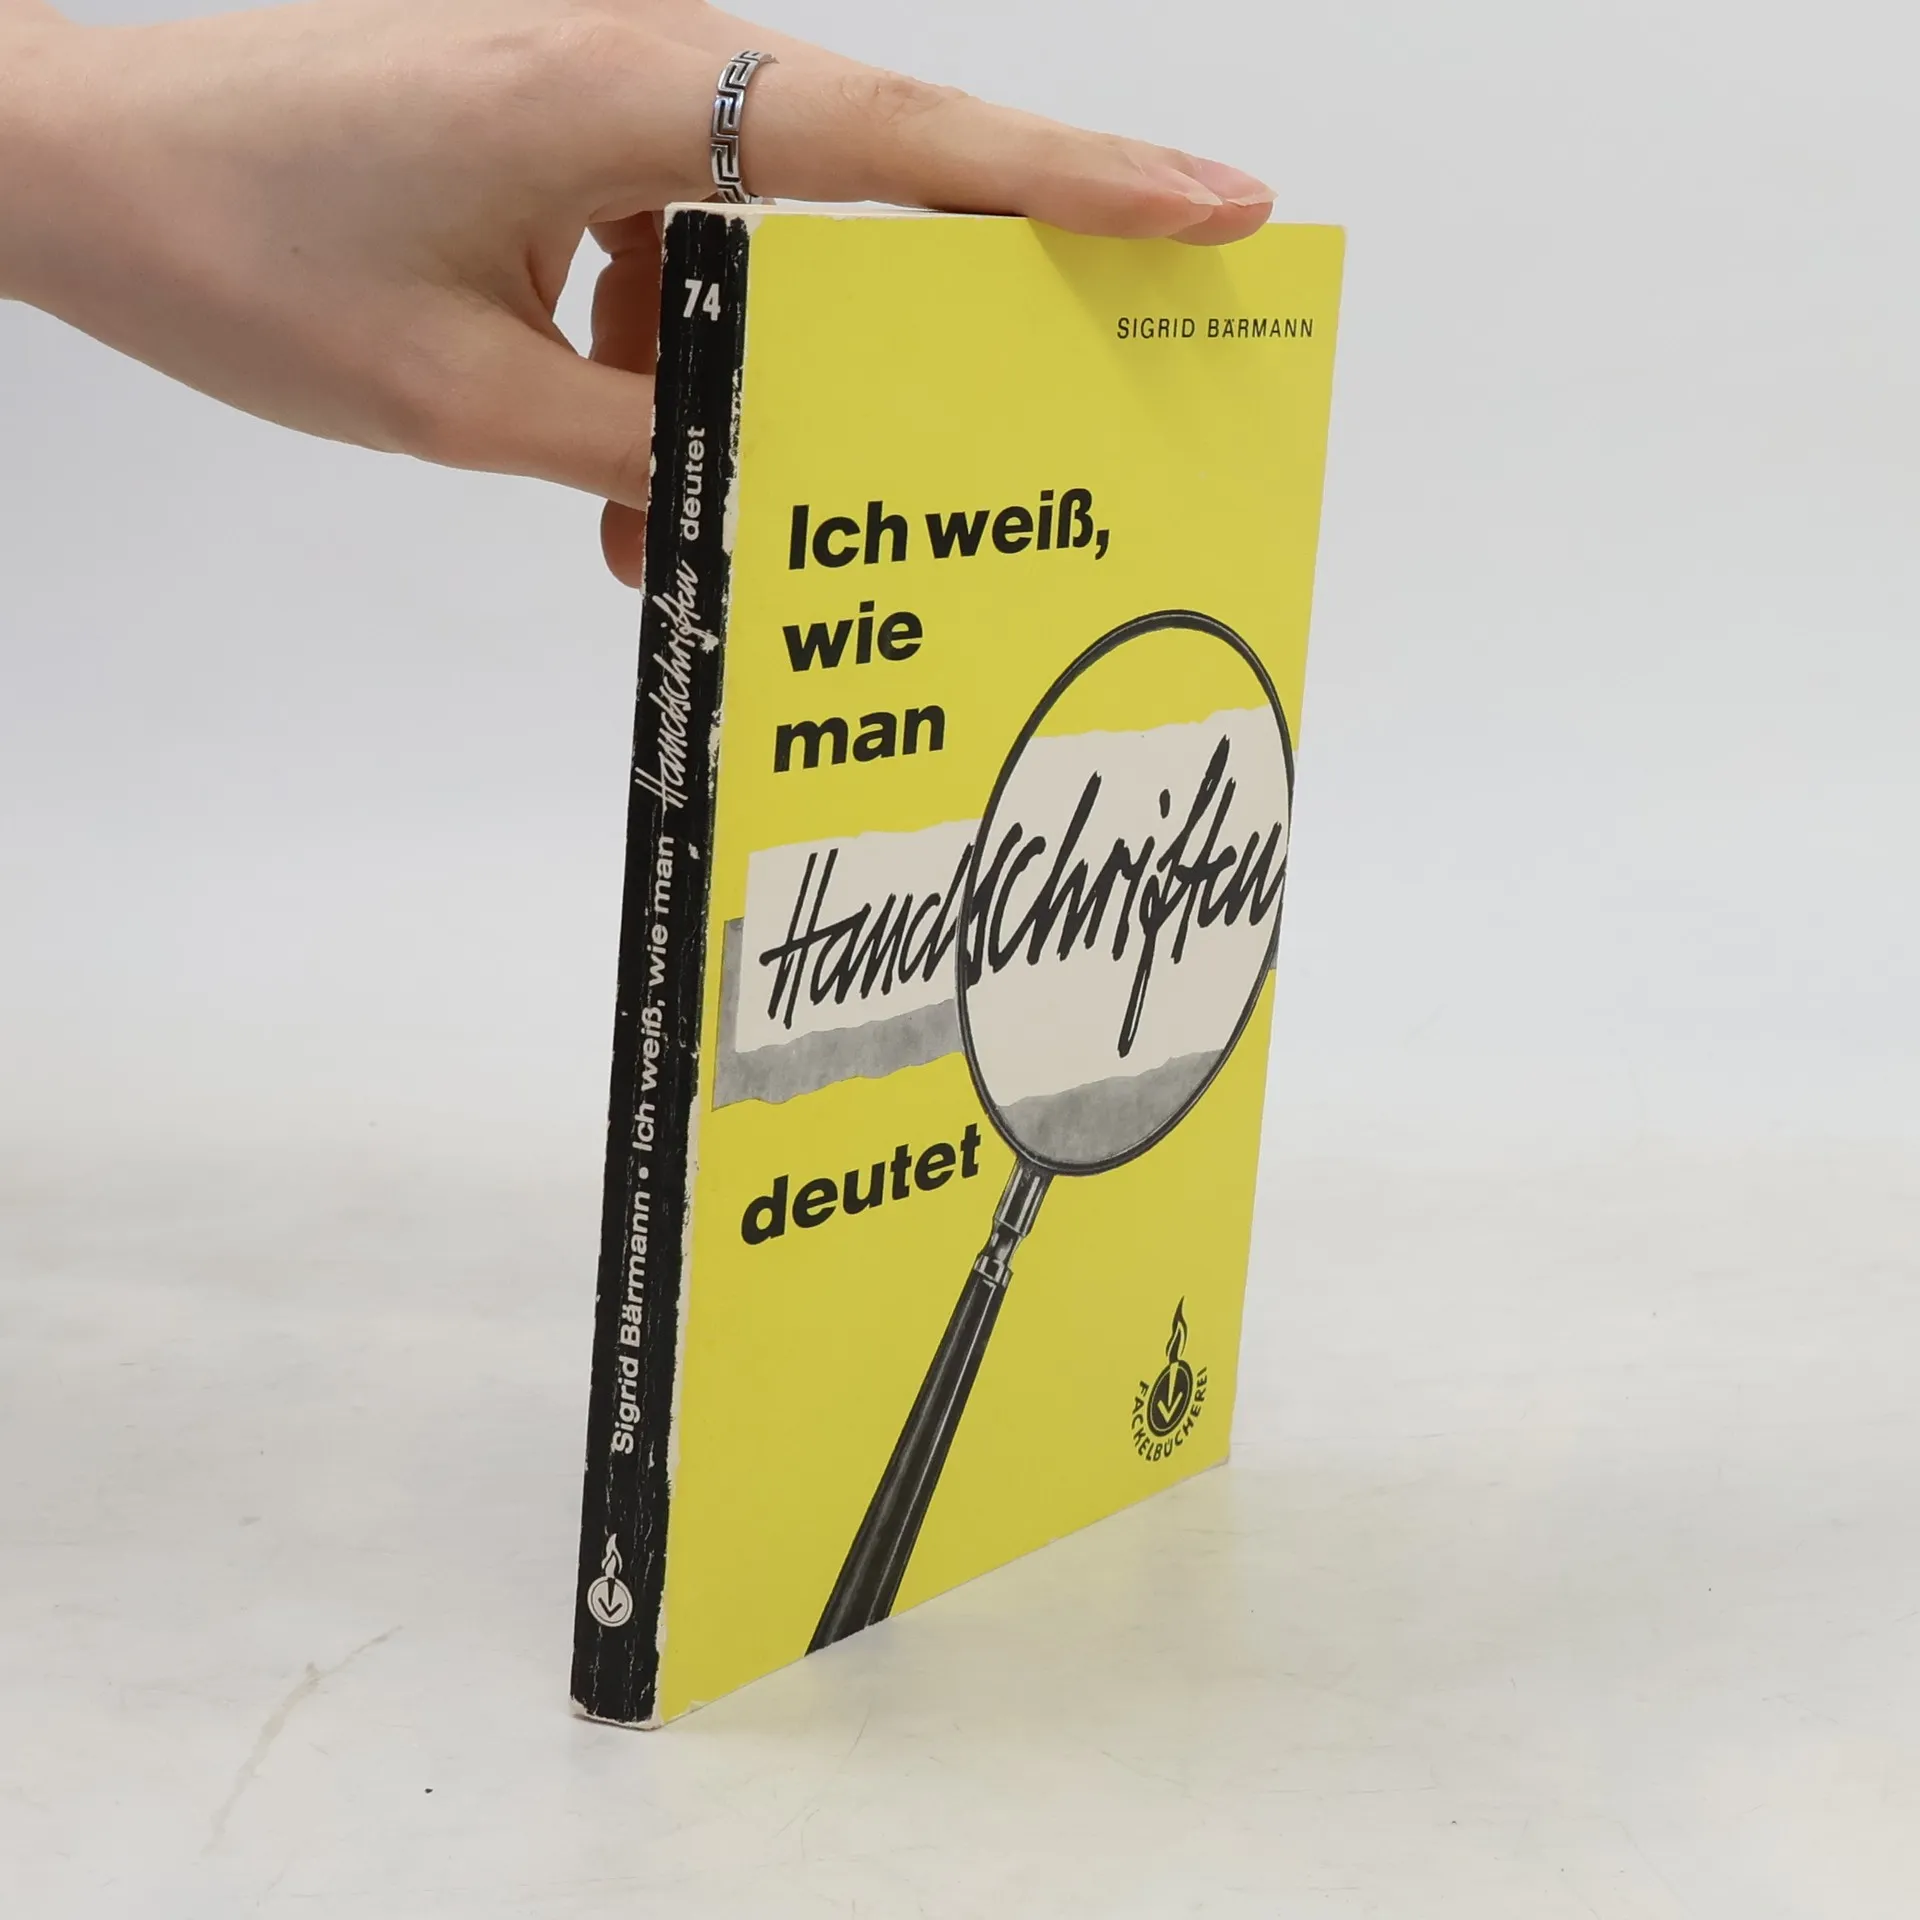 74
Sigrid Bärmann • Ich weiß, wie man Handschriften deutet
SIGRID BÄRMANN
Ich weiß,
wie
man
Handschriften
deutet
FACKELBÜCHEREI